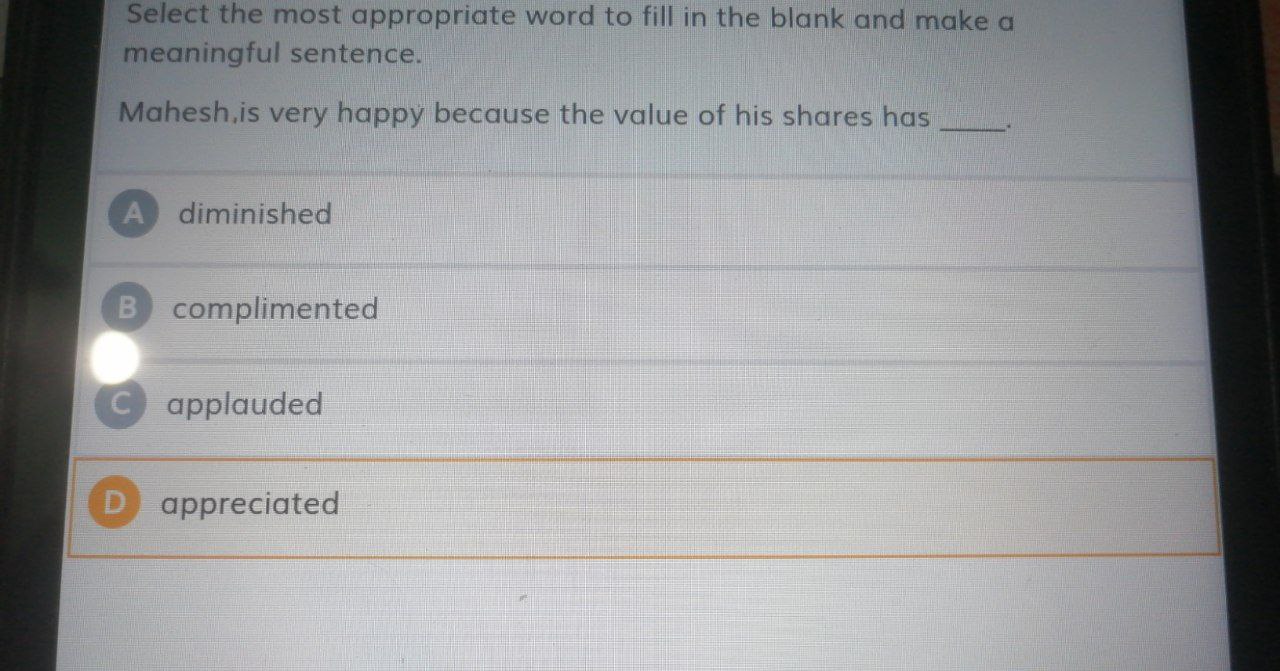 Select the most appropriate word to fill in the blank and make a
meaningful sentence.
Mahesh,is very happy because the value of his shares has _____.
A diminished
B complimented
C applauded
D appreciated